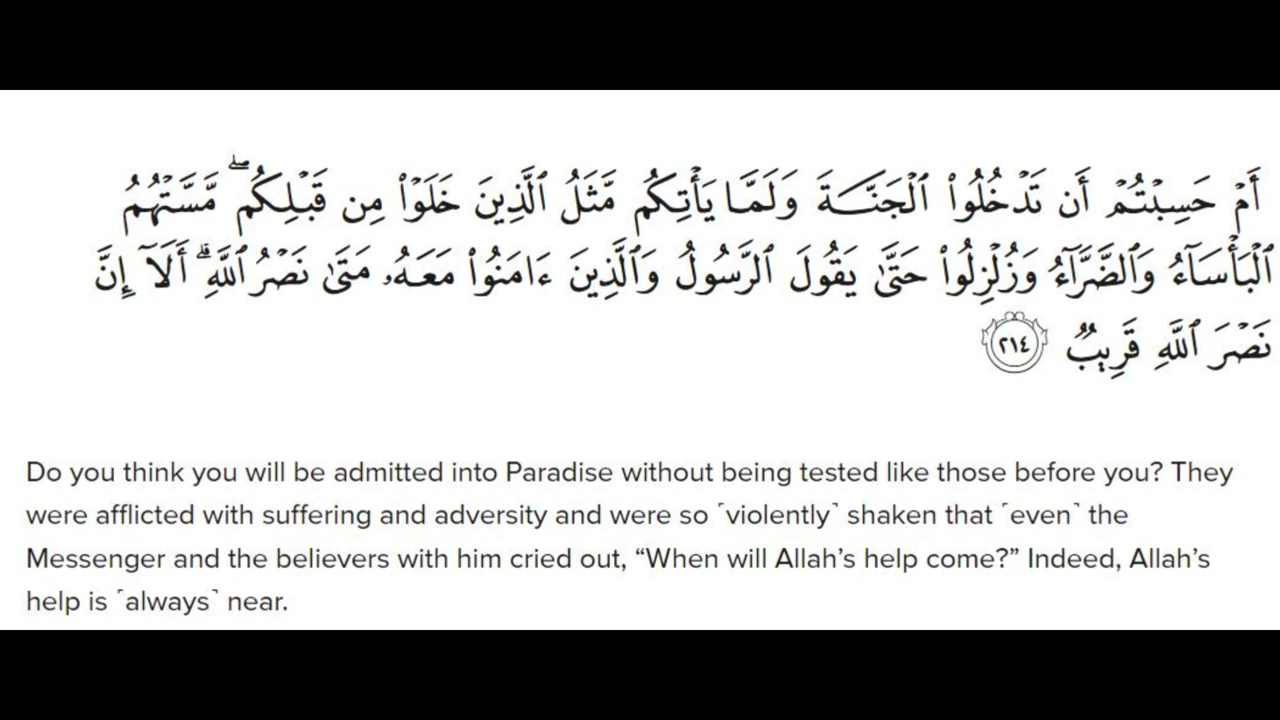 أَمۡ حَسِبۡتُمۡ أَن تَدۡخُلُواْ ٱلۡجَنَّةَ وَلَمَّا يَأۡتِكُم مَّثَلُ ٱلَّذِينَ خَلَوۡاْ مِن قَبۡلِكُمۖ مَّسَّتۡهُمُ
ٱلۡبَأۡسَآءُ وَٱلضَّرَّآءُ وَزُلۡزِلُواْ حَتَّىٰ يَقُولَ ٱلرَّسُولُ وَٱلَّذِينَ ءَامَنُواْ مَعَهُۥ مَتَىٰ نَصۡرُ ٱللَّهِۗ أَلَآ إِنَّ
نَصۡرَ ٱللَّهِ قَرِيبٞ ٢١٤
Do you think you will be admitted into Paradise without being tested like those before you? They
were afflicted with suffering and adversity and were so ˹violently˺ shaken that ˹even˺ the
Messenger and the believers with him cried out, “When will Allah’s help come?” Indeed, Allah’s
help is ˹always˺ near.